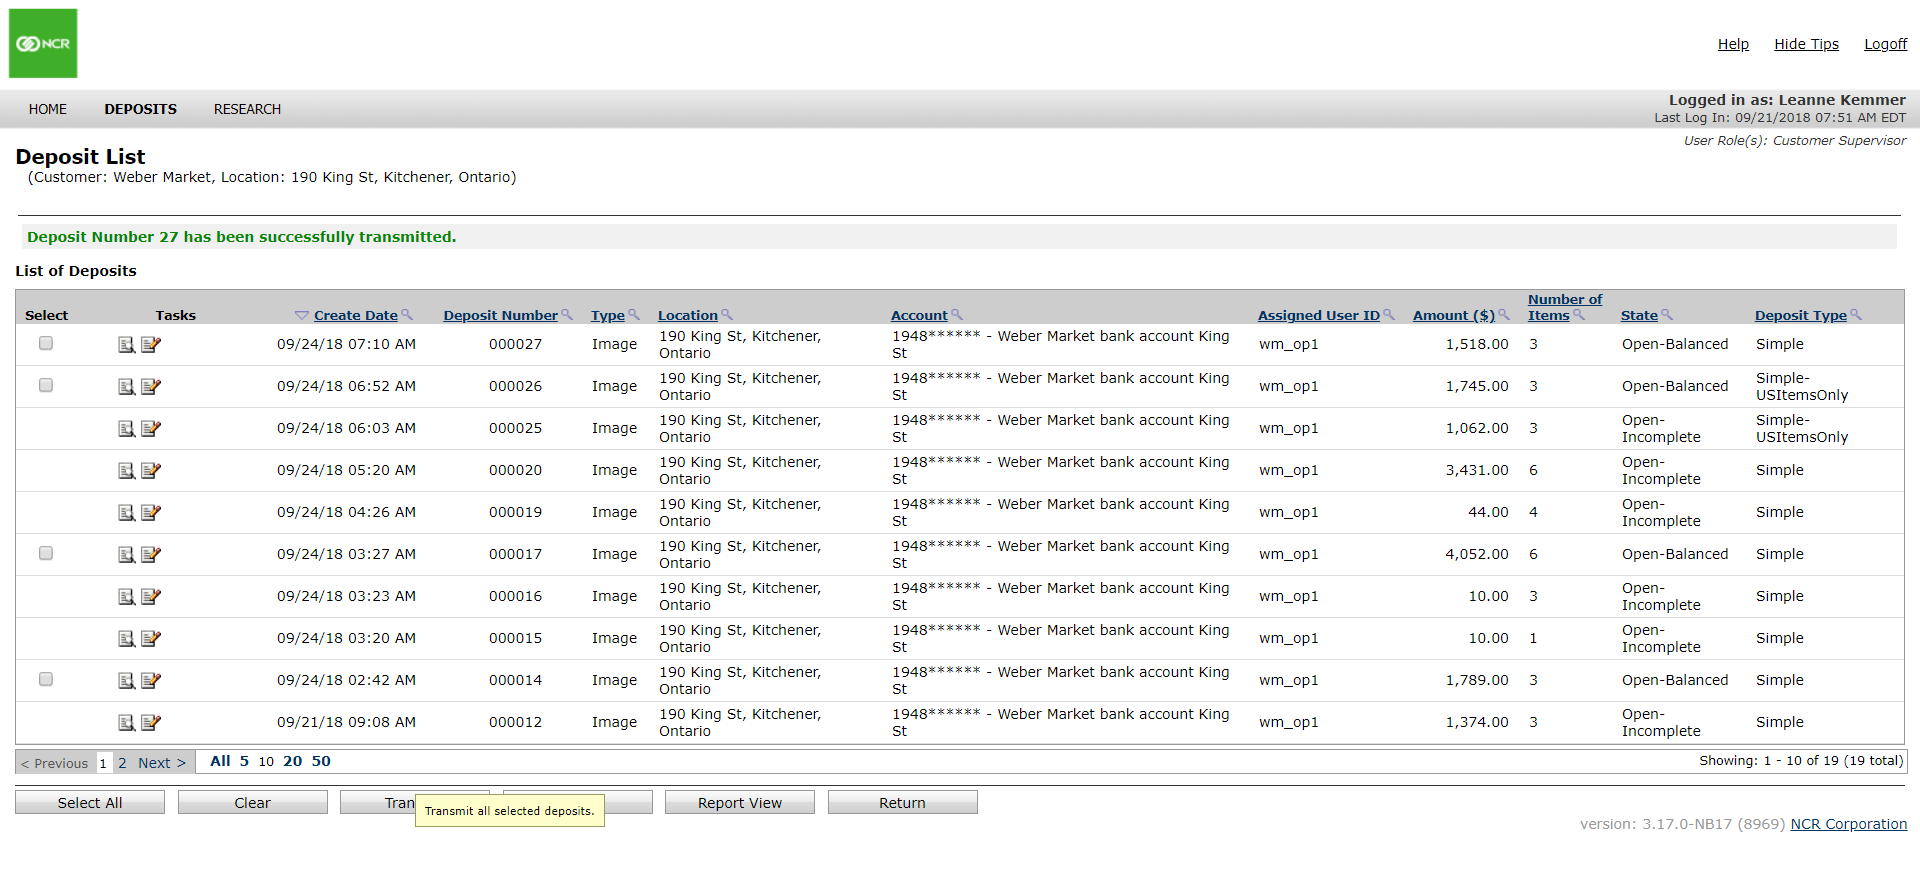 NCR
Help Hide Tips Logoff
HOME DEPOSITS RESEARCH
Logged in as: Leanne Kemmer
Last Log In: 09/21/2018 07:51 AM EDT
User Role(s): Customer Supervisor
Deposit List
(Customer: Weber Market, Location: 190 King St, Kitchener, Ontario)
Deposit Number 27 has been successfully transmitted.
List of Deposits
Select Tasks Create Date Deposit Number Type Location Account Assigned User ID Amount ($) Number of Items State Deposit Type
09/24/18 07:10 AM 000027 Image 190 King St, Kitchener, Ontario 1948****** - Weber Market bank account King St wm_op1 1,518.00 3 Open-Balanced Simple
09/24/18 06:52 AM 000026 Image 190 King St, Kitchener, Ontario 1948****** - Weber Market bank account King St wm_op1 1,745.00 3 Open-Balanced Simple-USItemsOnly
09/24/18 06:03 AM 000025 Image 190 King St, Kitchener, Ontario 1948****** - Weber Market bank account King St wm_op1 1,062.00 3 Open-Incomplete Simple-USItemsOnly
09/24/18 05:20 AM 000020 Image 190 King St, Kitchener, Ontario 1948****** - Weber Market bank account King St wm_op1 3,431.00 6 Open-Incomplete Simple
09/24/18 04:26 AM 000019 Image 190 King St, Kitchener, Ontario 1948****** - Weber Market bank account King St wm_op1 44.00 4 Open-Incomplete Simple
09/24/18 03:27 AM 000017 Image 190 King St, Kitchener, Ontario 1948****** - Weber Market bank account King St wm_op1 4,052.00 6 Open-Balanced Simple
09/24/18 03:23 AM 000016 Image 190 King St, Kitchener, Ontario 1948****** - Weber Market bank account King St wm_op1 10.00 3 Open-Incomplete Simple
09/24/18 03:20 AM 000015 Image 190 King St, Kitchener, Ontario 1948****** - Weber Market bank account King St wm_op1 10.00 1 Open-Incomplete Simple
09/24/18 02:42 AM 000014 Image 190 King St, Kitchener, Ontario 1948****** - Weber Market bank account King St wm_op1 1,789.00 3 Open-Balanced Simple
09/21/18 09:08 AM 000012 Image 190 King St, Kitchener, Ontario 1948****** - Weber Market bank account King St wm_op1 1,374.00 3 Open-Incomplete Simple
< Previous 1 2 Next > All 5 10 20 50 Showing: 1 - 10 of 19 (19 total)
Select All Clear Tran Report View Return
Transmit all selected deposits.
version: 3.17.0-NB17 (8969) NCR Corporation